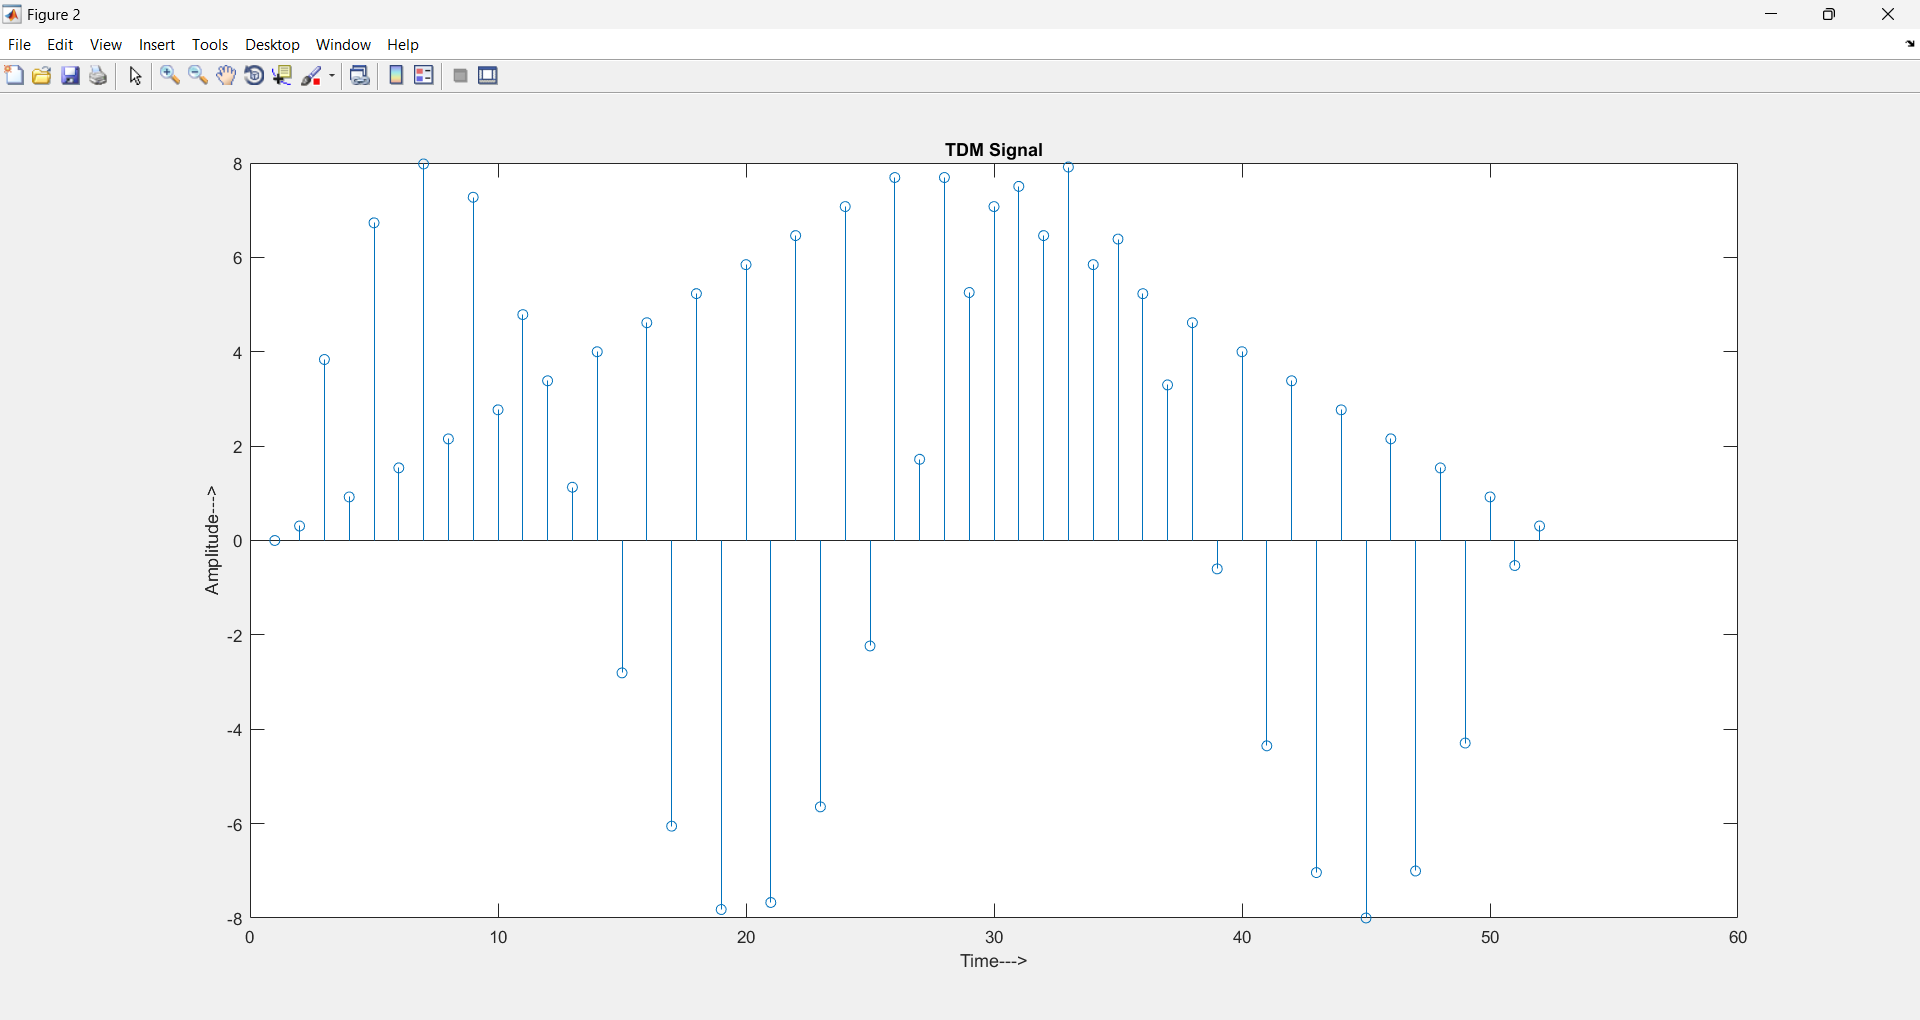 Figure 2
File Edit View Insert Tools Desktop Window Help
TDM Signal
8
6
4
2
0
-2
-4
-6
-8
Amplitude--->
0 10 20 30 40 50 60
Time--->